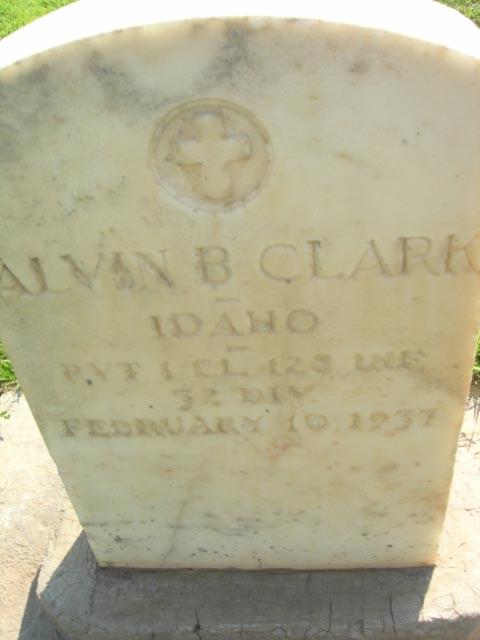 ALVIN B CLARK
IDAHO
PVT 1 CL. 128 INF.
32 DIV.
FEBRUARY 10, 1937